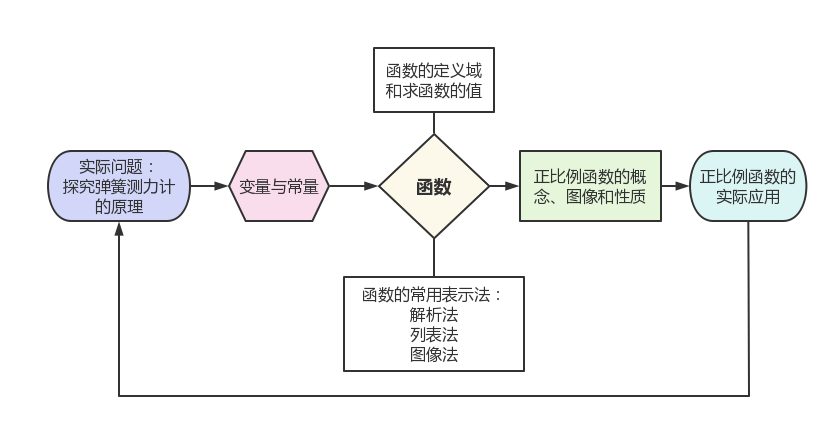 函数的定义域
和求函数的值
实际问题：
探究弹簧测力计
的原理
变量与常量
函数
正比例函数的概
念、图像和性质
正比例函数的
实际应用
函数的常用表示法：
解析法
列表法
图像法